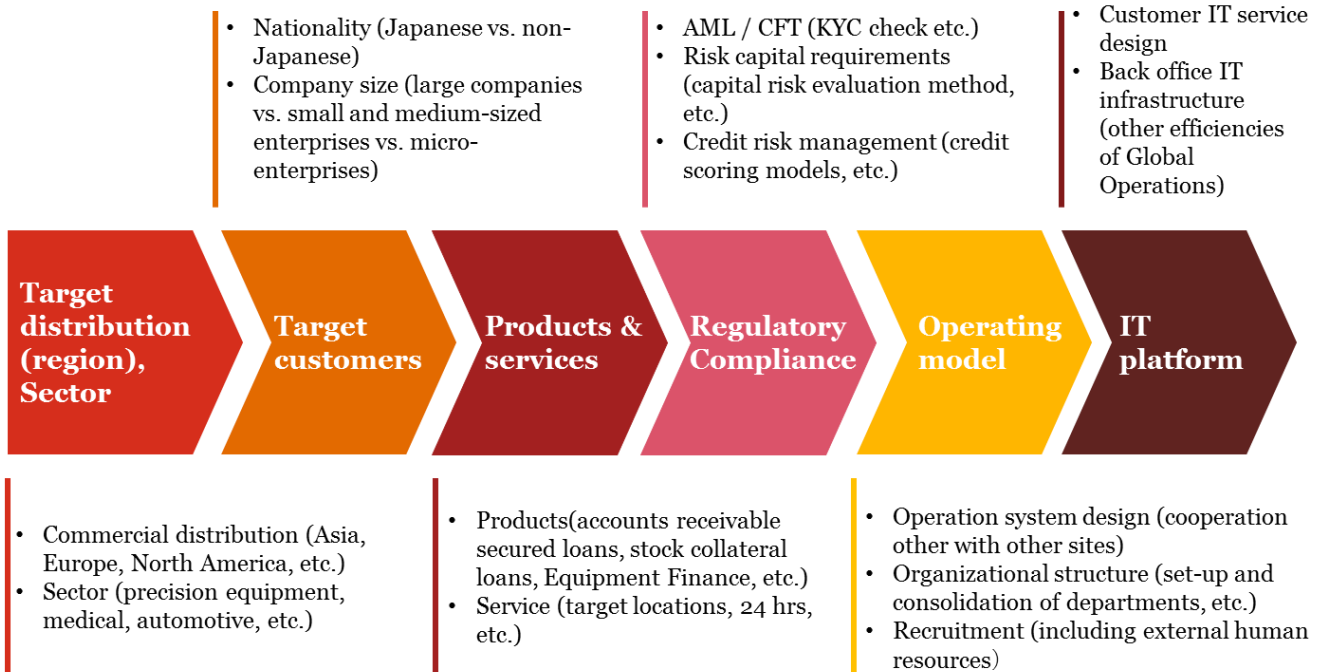 • Nationality (Japanese vs. non-
Japanese)
• Company size (large companies
vs. small and medium-sized
enterprises vs. micro-
enterprises)
• AML / CFT (KYC check etc.)
• Risk capital requirements
(capital risk evaluation method,
etc.)
• Credit risk management (credit
scoring models, etc.)
• Customer IT service
design
• Back office IT
infrastructure
(other efficiencies
of Global
Operations)
Target
distribution
(region),
Sector
Target
customers
Products &
services
Regulatory
Compliance
Operating
model
IT
platform
• Commercial distribution (Asia,
Europe, North America, etc.)
• Sector (precision equipment,
medical, automotive, etc.)
• Products(accounts receivable
secured loans, stock collateral
loans, Equipment Finance, etc.)
• Service (target locations, 24 hrs,
etc.)
• Operation system design (cooperation
other with other sites)
• Organizational structure (set-up and
consolidation of departments, etc.)
• Recruitment (including external human
resources）